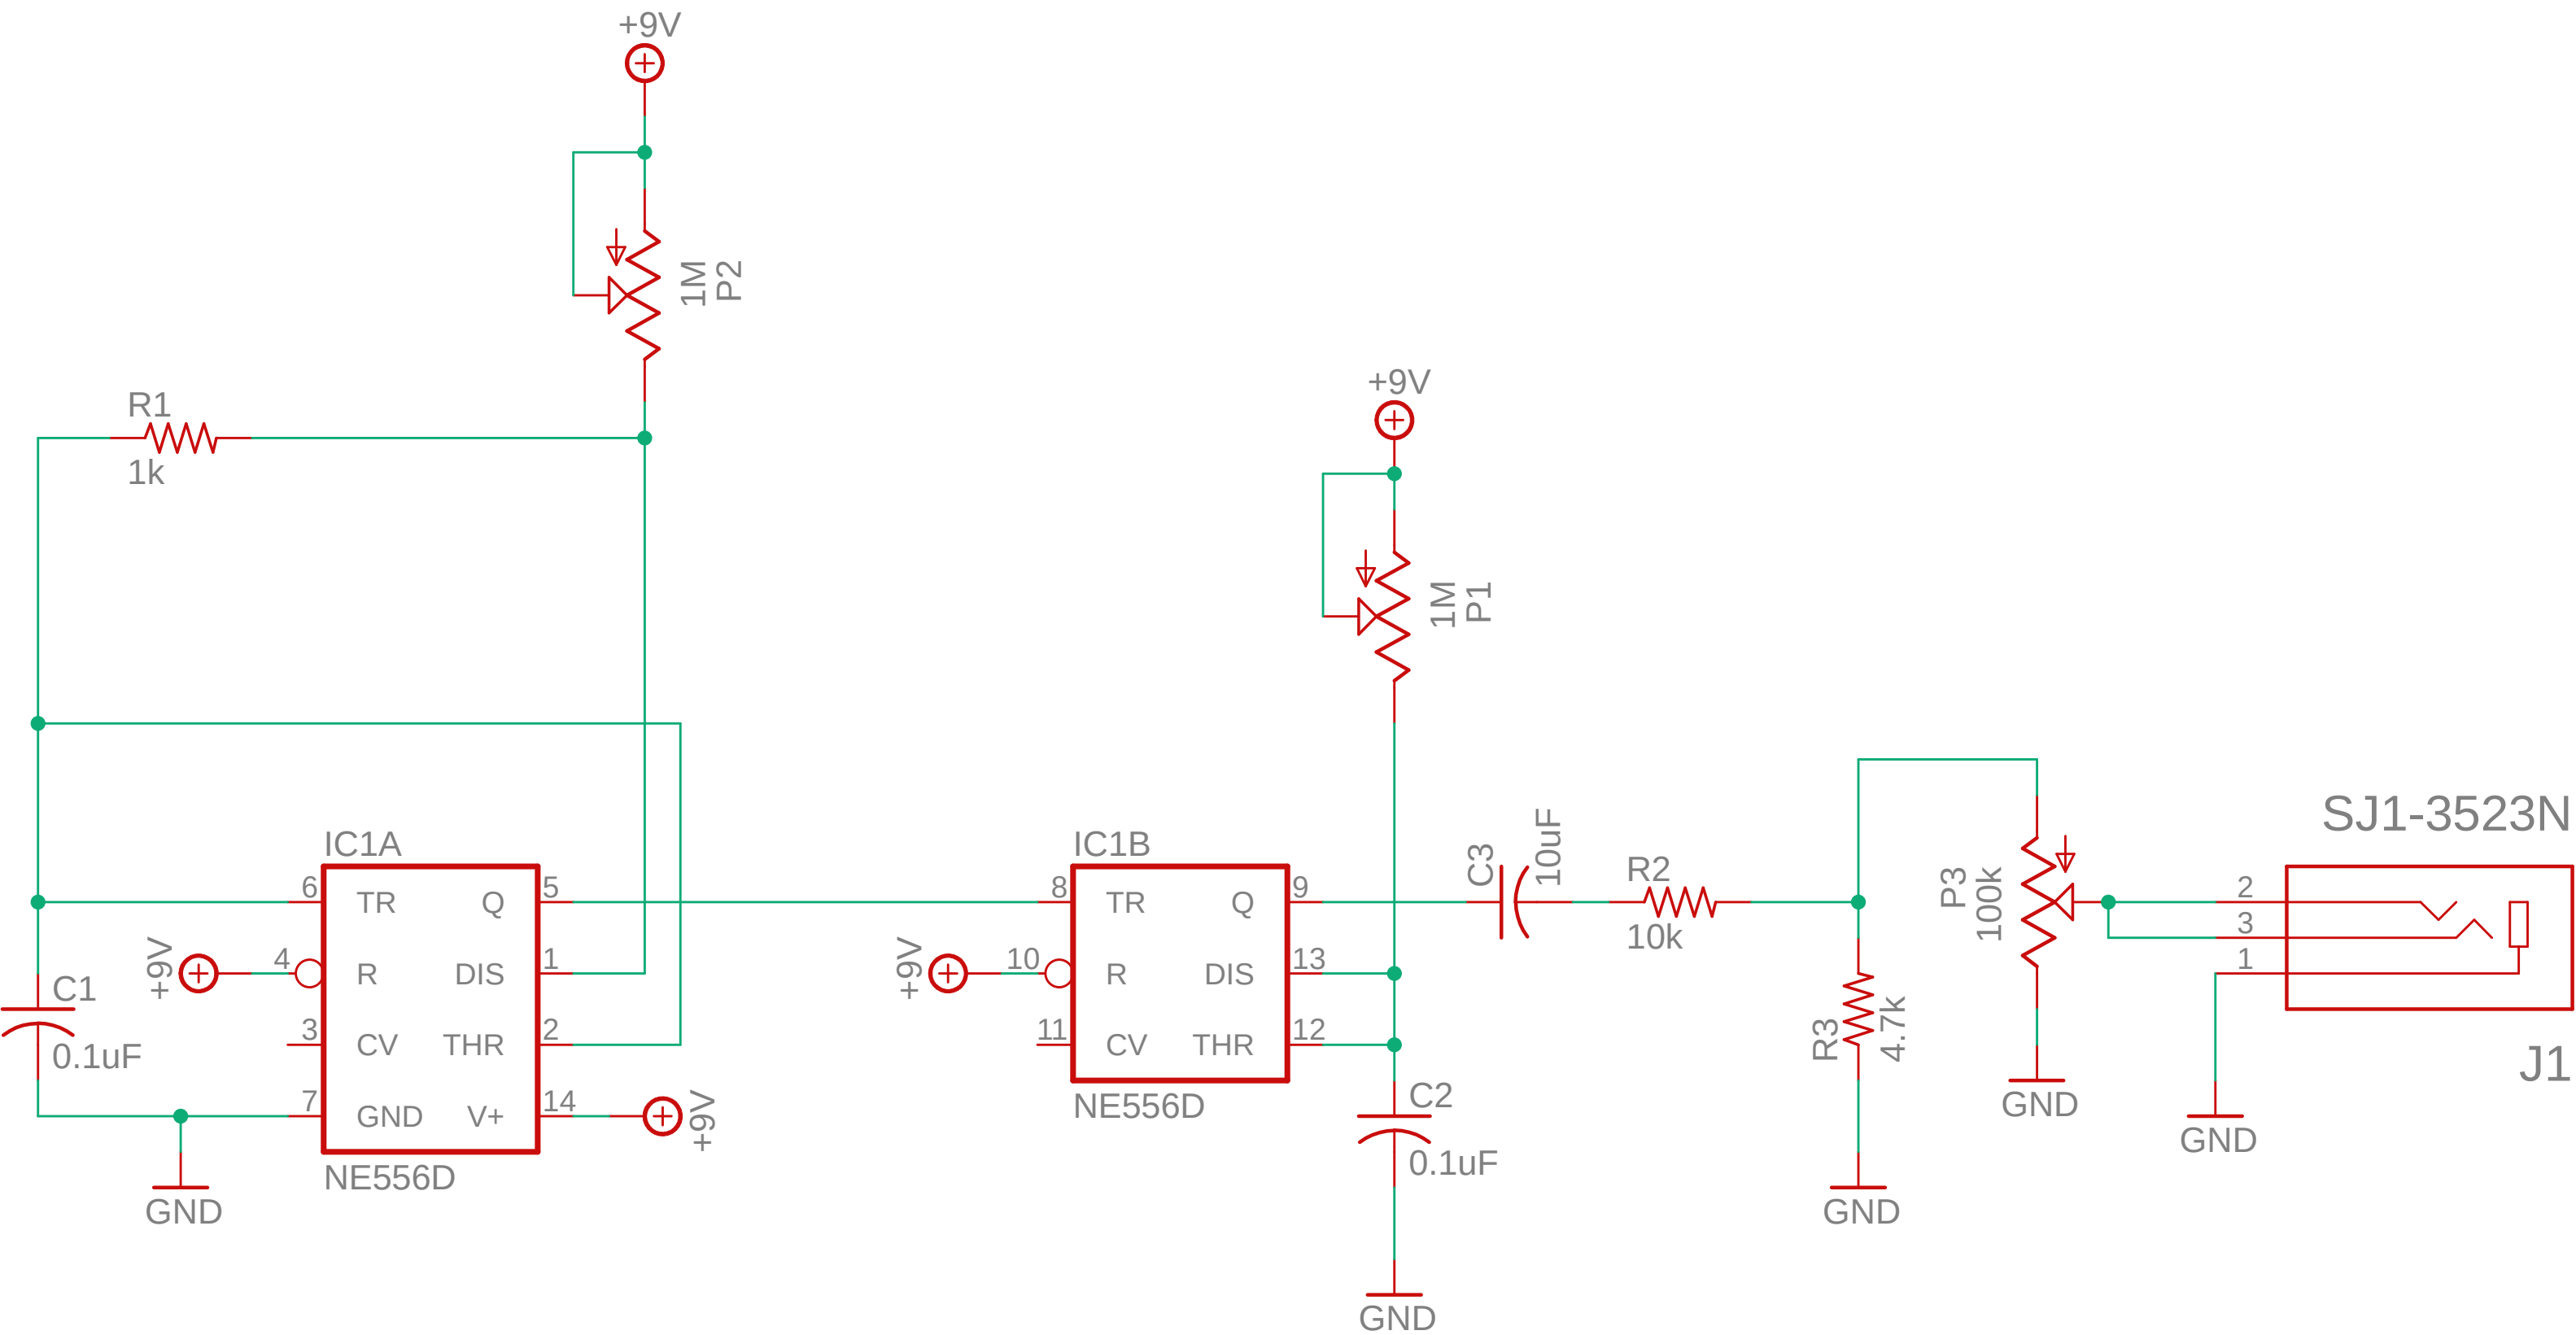 +9V
1M
P2
R1
1k
+9V
1M
P1
IC1A
6 TR Q 5
+9V 4 R DIS 1
3 CV THR 2
7 GND V+ 14 +9V
NE556D
C1
0.1uF
GND
IC1B
8 TR Q 9
+9V 10 R DIS 13
11 CV THR 12
NE556D
C2
0.1uF
GND
C3
10uF
R2
10k
R3
4.7k
GND
P3
100k
GND
SJ1-3523N
2
3
1
J1
GND